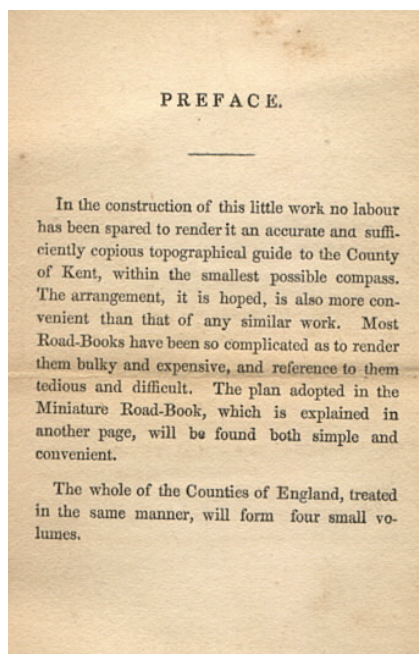 PREFACE.
In the construction of this little work no labour
has been spared to render it an accurate and suffi-
ciently copious topographical guide to the County
of Kent, within the smallest possible compass.
The arrangement, it is hoped, is also more con-
venient than that of any similar work. Most
Road-Books have been so complicated as to render
them bulky and expensive, and reference to them
tedious and difficult. The plan adopted in the
Miniature Road-Book, which is explained in
another page, will be found both simple and
convenient.
The whole of the Counties of England, treated
in the same manner, will form four small vo-
lumes.